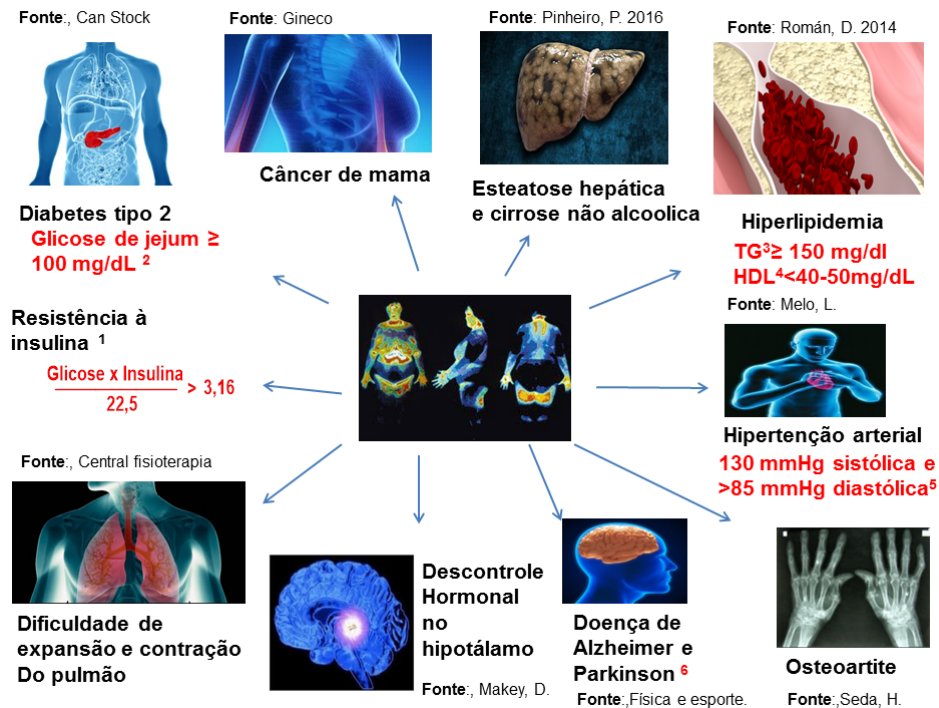 Fonte:, Can Stock
Diabetes tipo 2
Glicose de jejum ≥
100 mg/dL ²
Fonte: Gineco
Câncer de mama
Fonte: Pinheiro, P. 2016
Esteatose hepática
e cirrose não alcoolica
Fonte: Román, D. 2014
Hiperlipidemia
TG³≥ 150 mg/dl
HDL⁴<40-50mg/dL
Resistência à
insulina ¹
Glicose x Insulina
22,5
> 3,16
Fonte: Melo, L.
Hipertenção arterial
130 mmHg sistólica e
>85 mmHg diastólica⁵
Fonte:, Central fisioterapia
Dificuldade de
expansão e contração
Do pulmão
Descontrole
Hormonal
no
hipotálamo
Fonte:, Makey, D.
Doença de
Alzheimer e
Parkinson ⁶
Fonte:,Física e esporte.
Osteoartite
Fonte:,Seda, H.